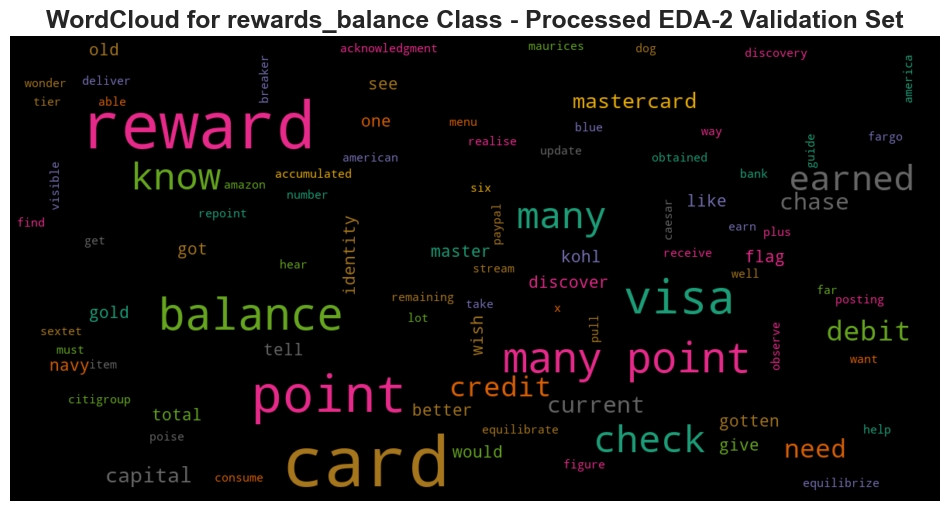 WordCloud for rewards_balance Class - Processed EDA-2 Validation Set
old
acknowledgment
maurices
dog
discovery
wonder
deliver
breaker
see
america
tier
able
mastercard
reward
one
menu
blue
way
realise
fargo
update
american
obtained
guide
visible
know
amazon
accumulated
number
six
bank
earned
chase
find
repoint
many
like
get
got
identity
hear
paypal
caesar
earn
plus
master
kohl
receive
flag
stream
discover
well
gold
balance
remaining
take
x
visa
far
posting
lot
sextet
wish
pull
observe
debit
must
navy
item
tell
many point
want
citigroup
point
credit
total
better
current
gotten
poise
equilibrate
check
give
help
capital
consume
card
would
figure
need
equilibrize